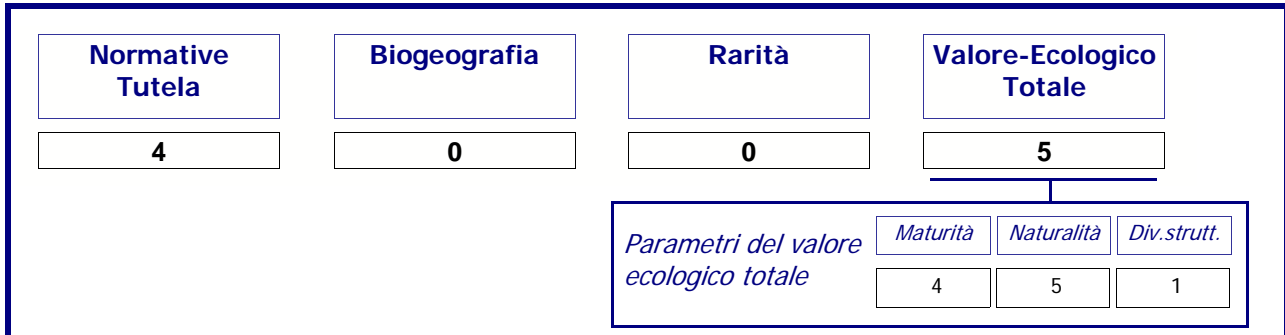 Normative
Tutela
Biogeografia
Rarità
Valore-Ecologico
Totale
4
0
0
5
Parametri del valore
ecologico totale
Maturità
Naturalità
Div.strutt.
4
5
1